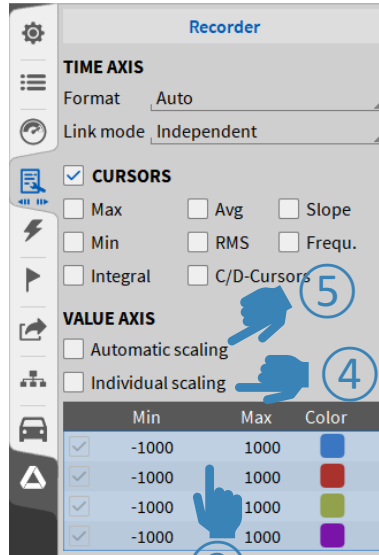 Recorder
TIME AXIS
Format Auto
Link mode Independent
CURSORS
Max Avg Slope
Min RMS Frequ.
Integral C/D-Cursors
5
VALUE AXIS
Automatic scaling
Individual scaling
4
Min Max Color
-1000 1000
-1000 1000
-1000 1000
-1000 1000